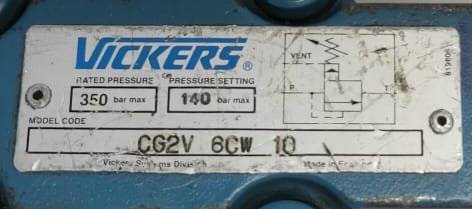 VICKERS®
RATED PRESSURE PRESSURE SETTING
350 bar max 140 bar max
VENT
P T
MODEL CODE
CG2V 6CW 10
Vickers Systems Division Made in